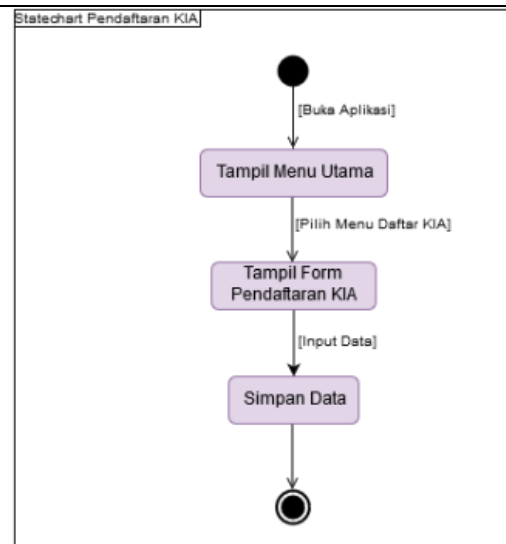 Statechart Pendaftaran KIA
[Buka Aplikasi]
Tampil Menu Utama
[Pilih Menu Daftar KIA]
Tampil Form
Pendaftaran KIA
[Input Data]
Simpan Data